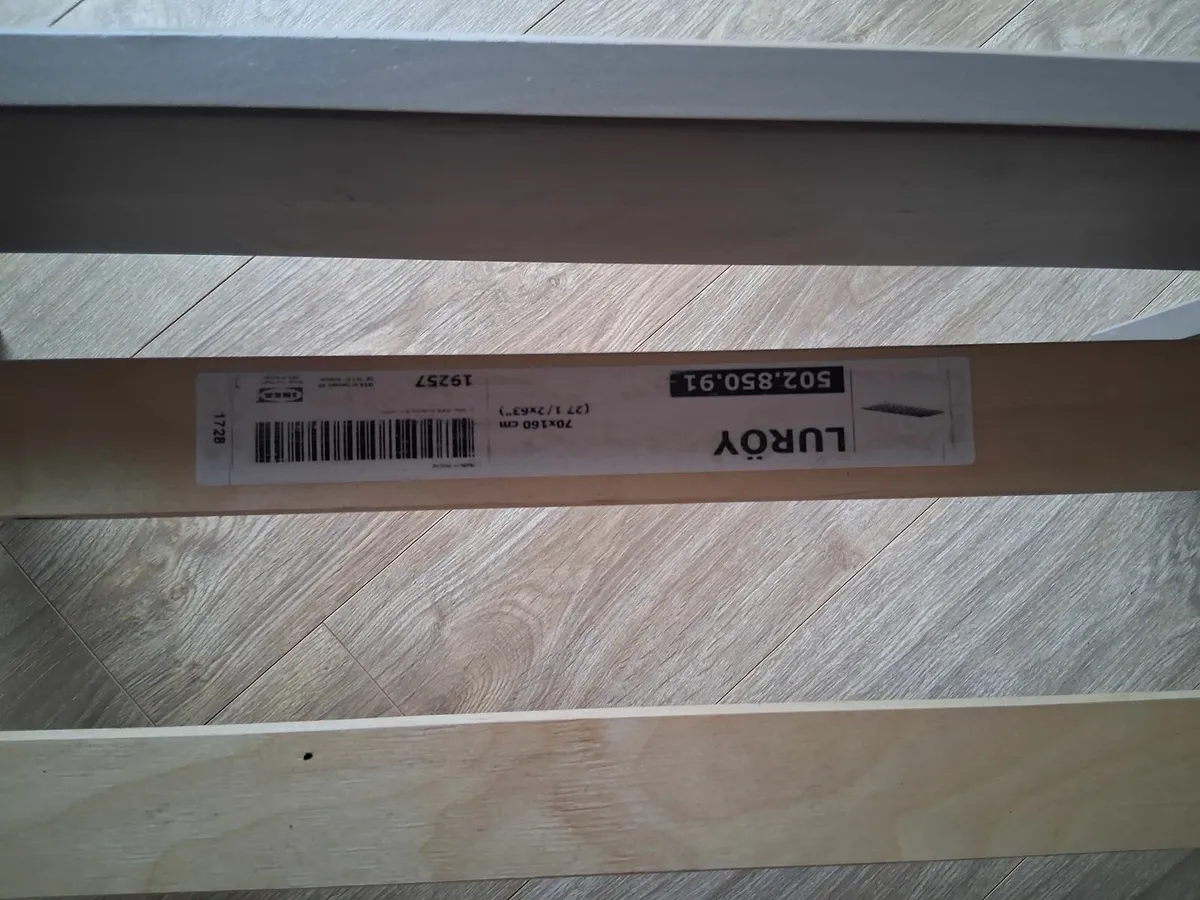 LURÖY
502.850.91
70x160 cm
(27 1/2x63")
19257
IKEA
1728